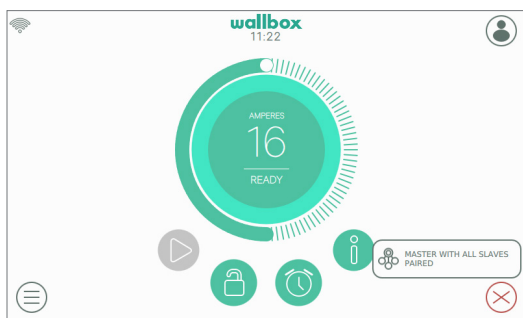 wallbox
11:22
AMPERES
16
READY
MASTER WITH ALL SLAVES
PAIRED